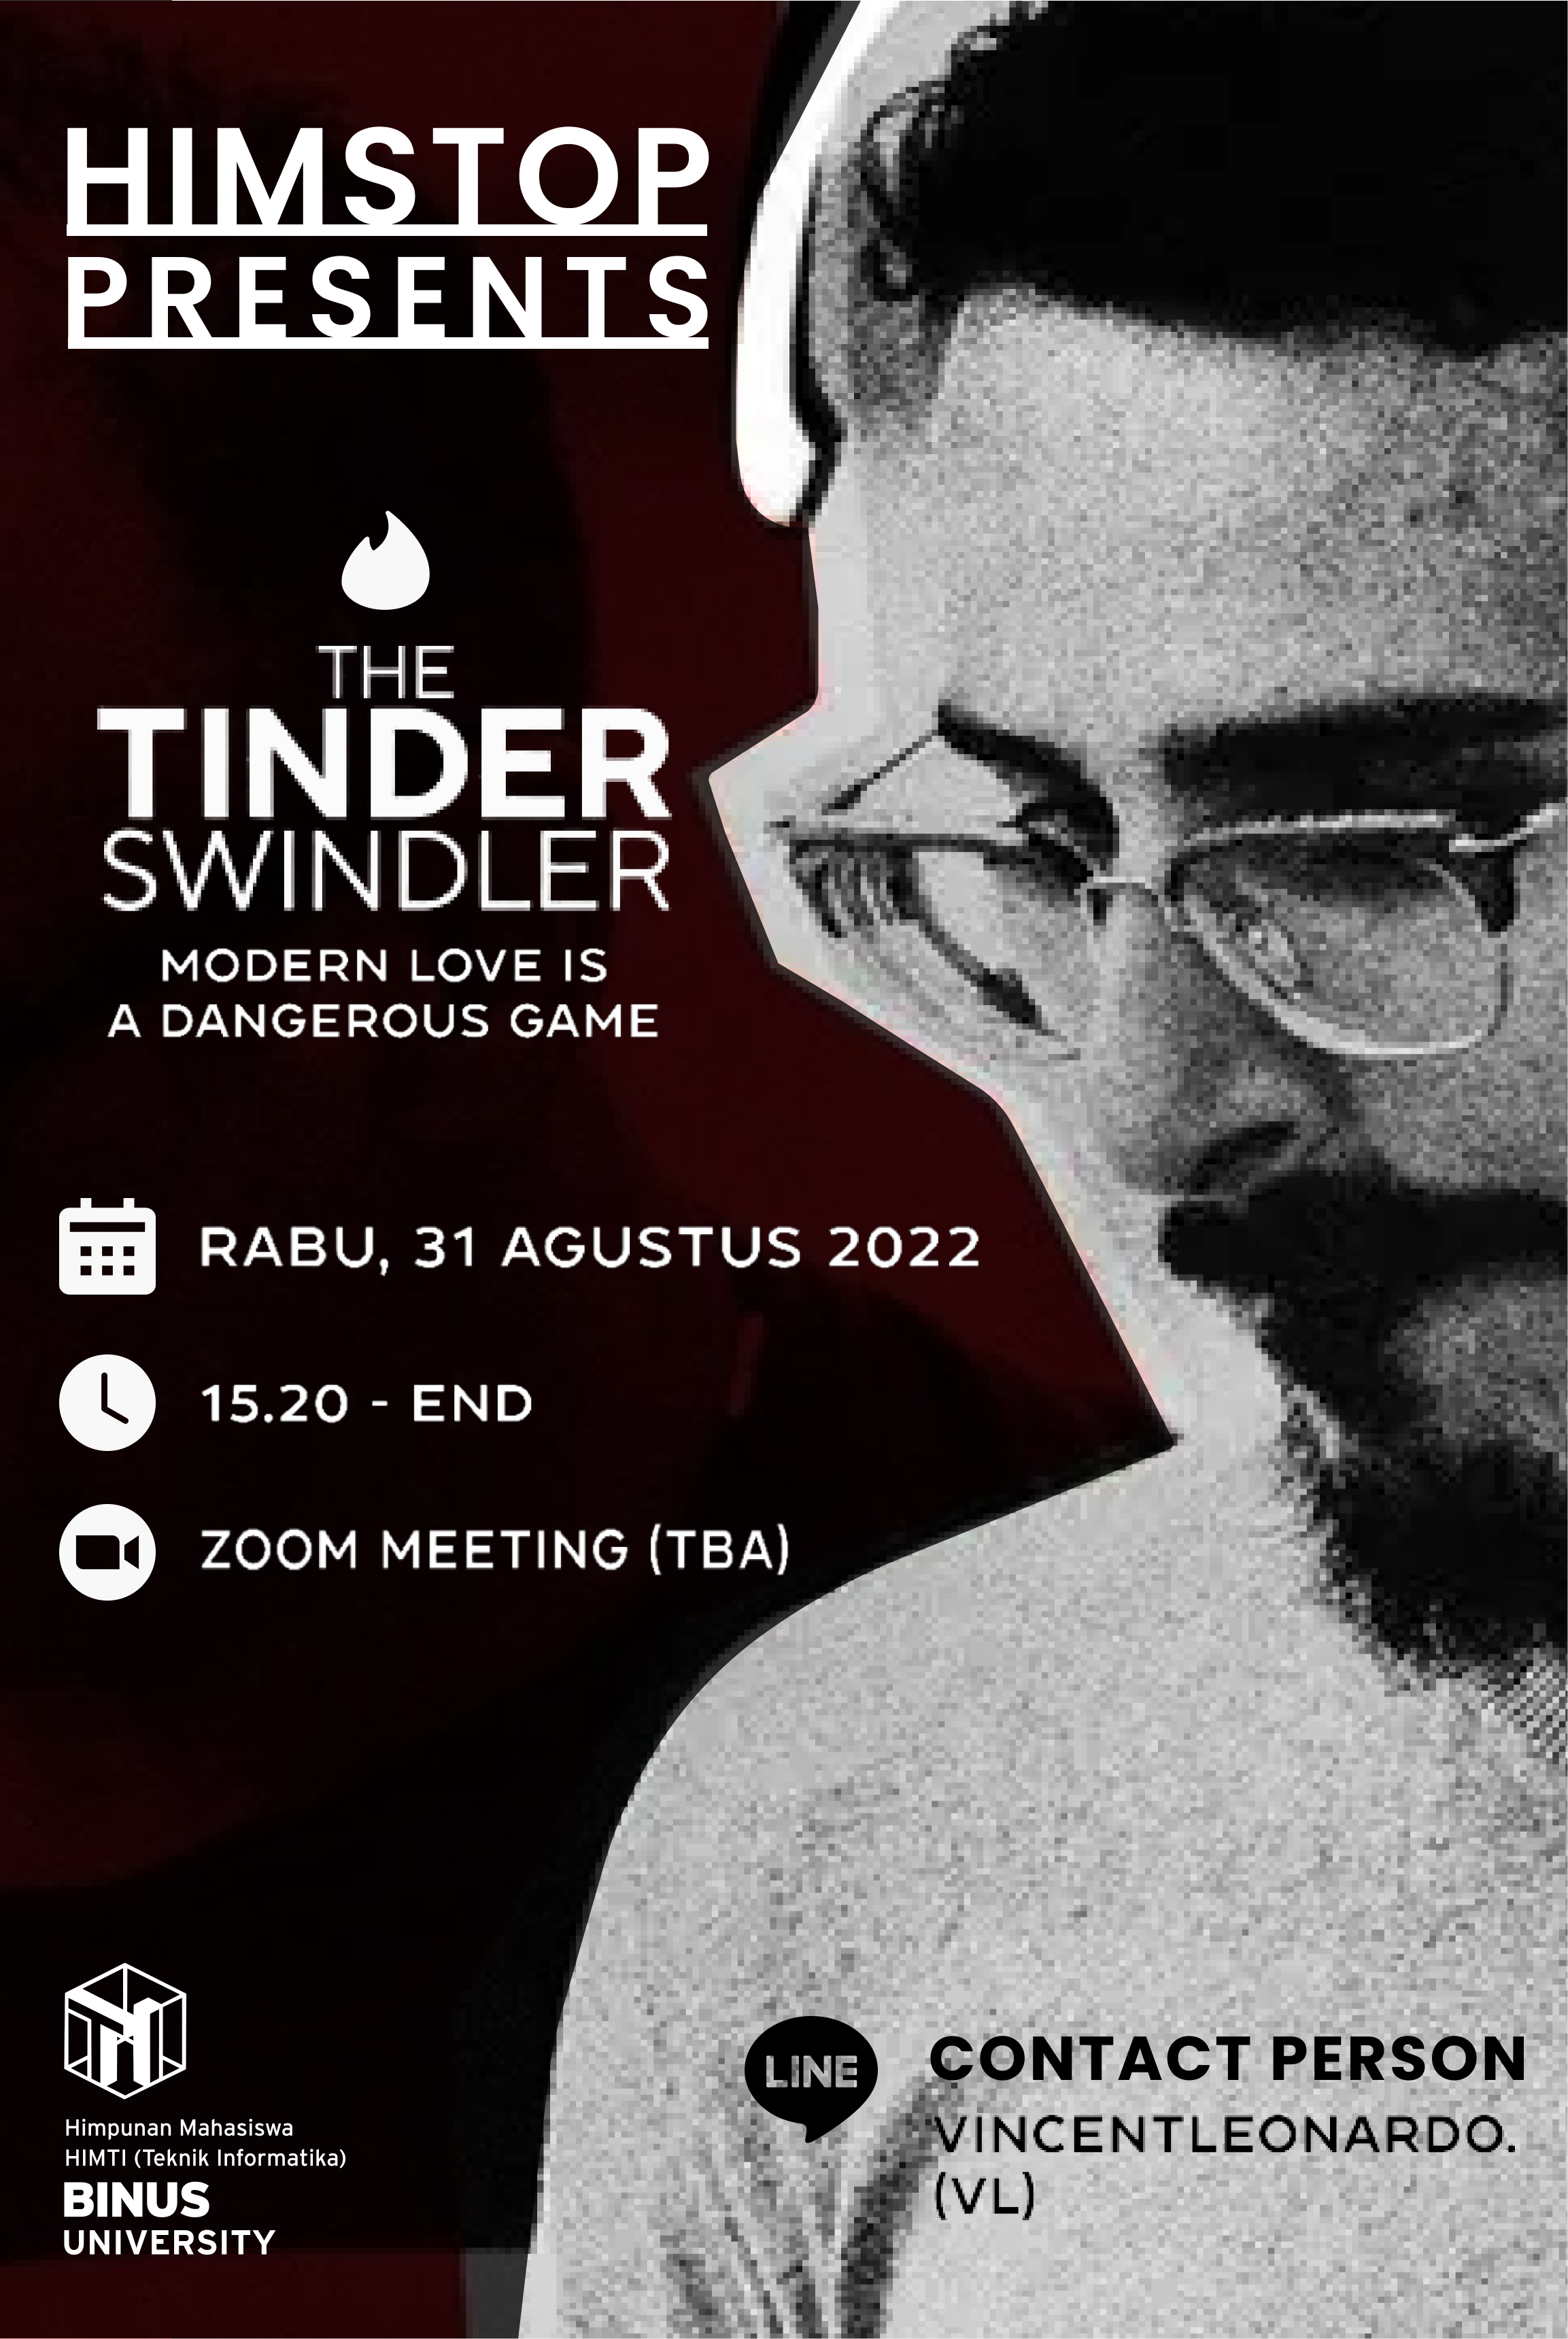 HIMSTOP
PRESENTS
THE
TINDER
SWINDLER
MODERN LOVE IS
A DANGEROUS GAME
RABU, 31 AGUSTUS 2022
15.20 - END
ZOOM MEETING (TBA)
Himpunan Mahasiswa
HIMTI (Teknik Informatika)
BINUS
UNIVERSITY
LINE
CONTACT PERSON
VINCENTLEONARDO.
(VL)